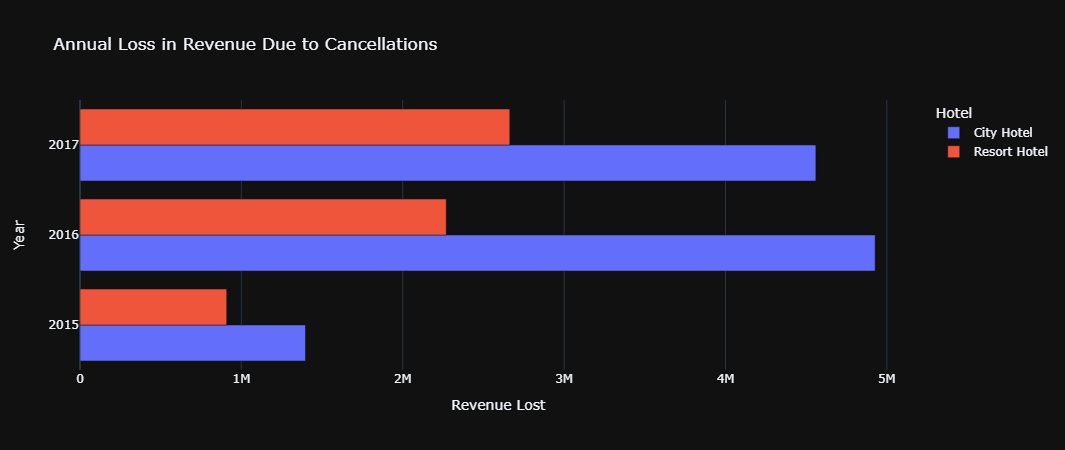 Annual Loss in Revenue Due to Cancellations
Hotel
City Hotel
Resort Hotel
2017
2016
2015
Year
0 1M 2M 3M 4M 5M
Revenue Lost